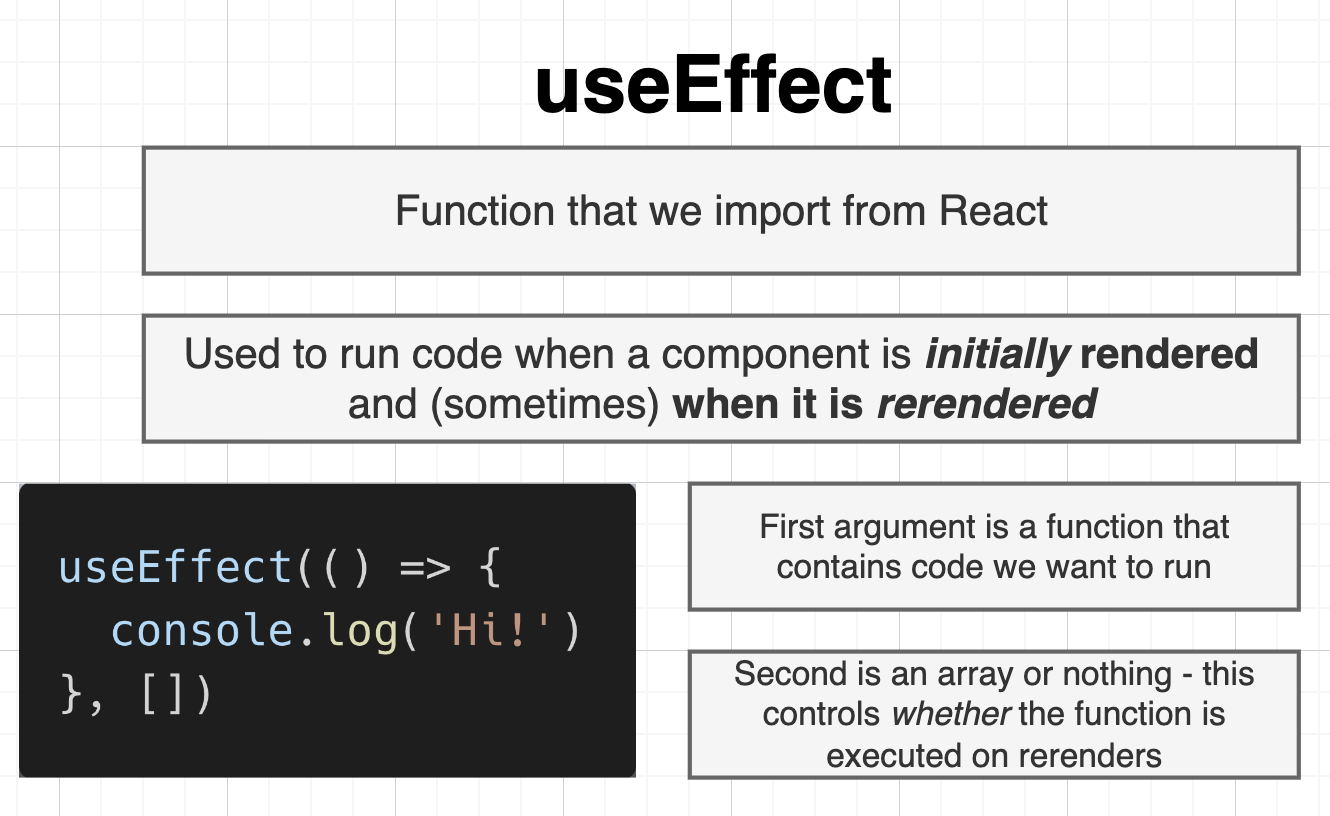 useEffect
Function that we import from React
Used to run code when a component is initially rendered
and (sometimes) when it is rerendered
useEffect(() => {
  console.log('Hi!')
}, [])
First argument is a function that
contains code we want to run
Second is an array or nothing - this
controls whether the function is
executed on rerenders